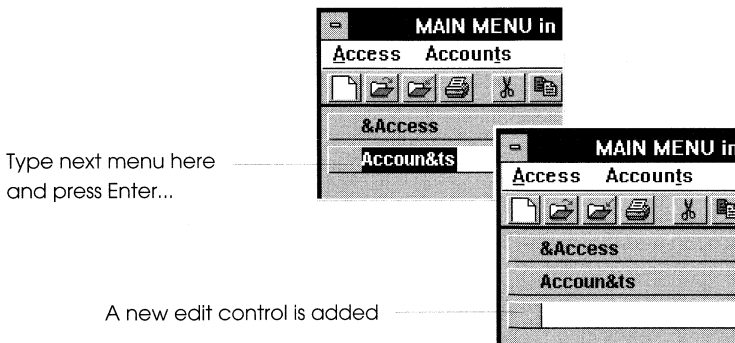 MAIN MENU in
Access Accounts
&Access
Type next menu here
and press Enter...
Accoun&ts
MAIN MENU in
Access Accounts
&Access
Accoun&ts
A new edit control is added